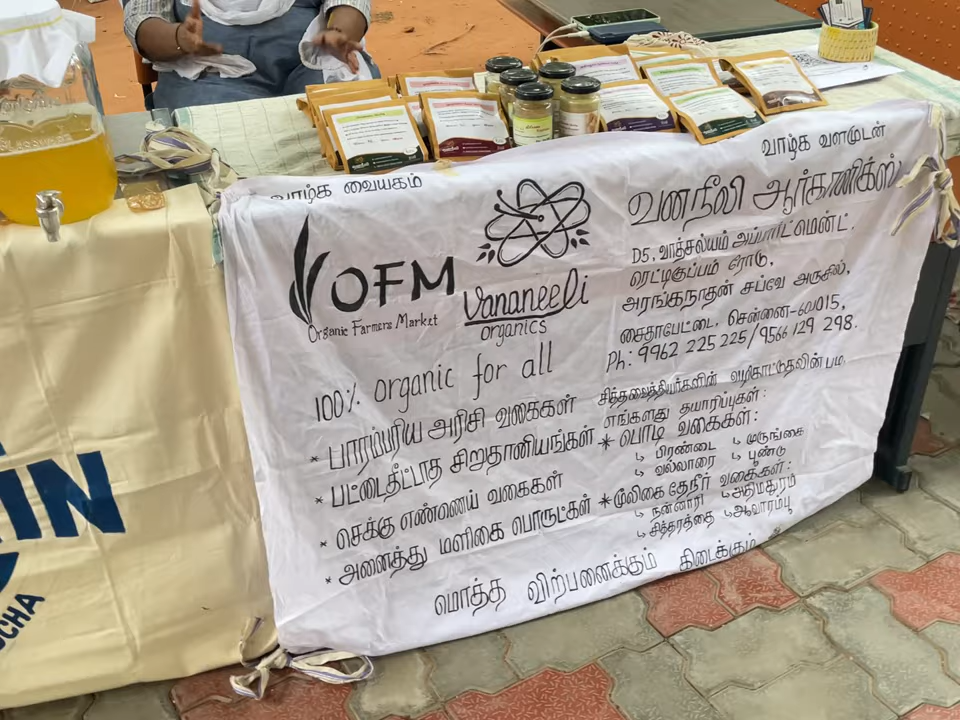 வாழ்க வையகம்
வாழ்க வளமுடன்
OFM
Organic Farmers Market
Vananeeli
organics
100% organic for all
வனநீலி ஆர்கானிக்ஸ்
D5, வாத்சல்யம் அப்பார்ட்மென்ட்.
ரெட்டிகுப்பம் ரோடு,
அரங்கநாதன் சப்வே அருகில்,
சைதாபேட்டை, சென்னை-600015,
Ph: 9962 225 225/9566 129 298.
* பாரம்பரிய அரிசி வகைகள்
* பட்டைதீட்டாத சிறுதானியங்கள்
* செக்கு எண்ணெய் வகைகள்
* அனைத்து மளிகை பொருட்கள்
சித்தவைத்தியர்களின் வழிகாட்டுதலின் படி
எங்களது தயாரிப்புகள்:
* பொடி வகைகள்:
↳ பிரண்டை ↳ முருங்கை
↳ வல்லாரை ↳ பூண்டு
* மூலிகை தேநீர் வகைகள்:
↳ நன்னாரி ↳ அதிமதுரம்
↳ சித்தரத்தை ↳ ஆவாரம்பூ
மொத்த விற்பனைக்கும் கிடைக்கும்
IN
OCHA